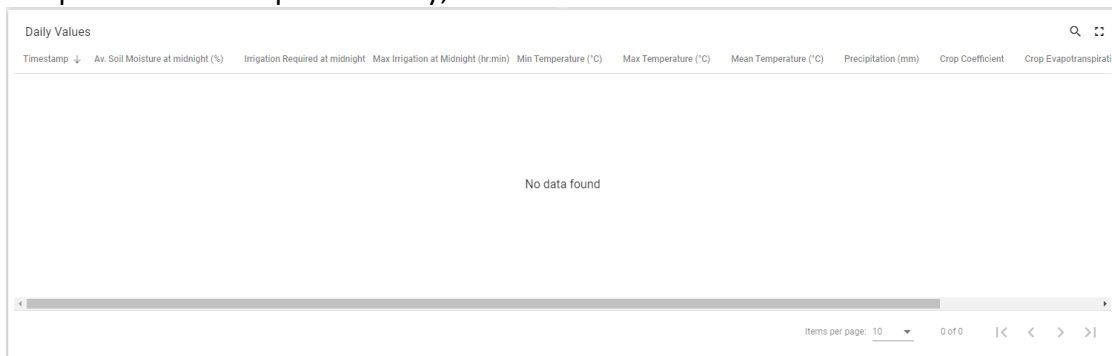 Daily Values
Timestamp ↓ Av. Soil Moisture at midnight (%) Irrigation Required at midnight Max Irrigation at Midnight (hr:min) Min Temperature (°C) Max Temperature (°C) Mean Temperature (°C) Precipitation (mm) Crop Coefficient Crop Evapotranspirati
No data found
Items per page: 10 0 of 0